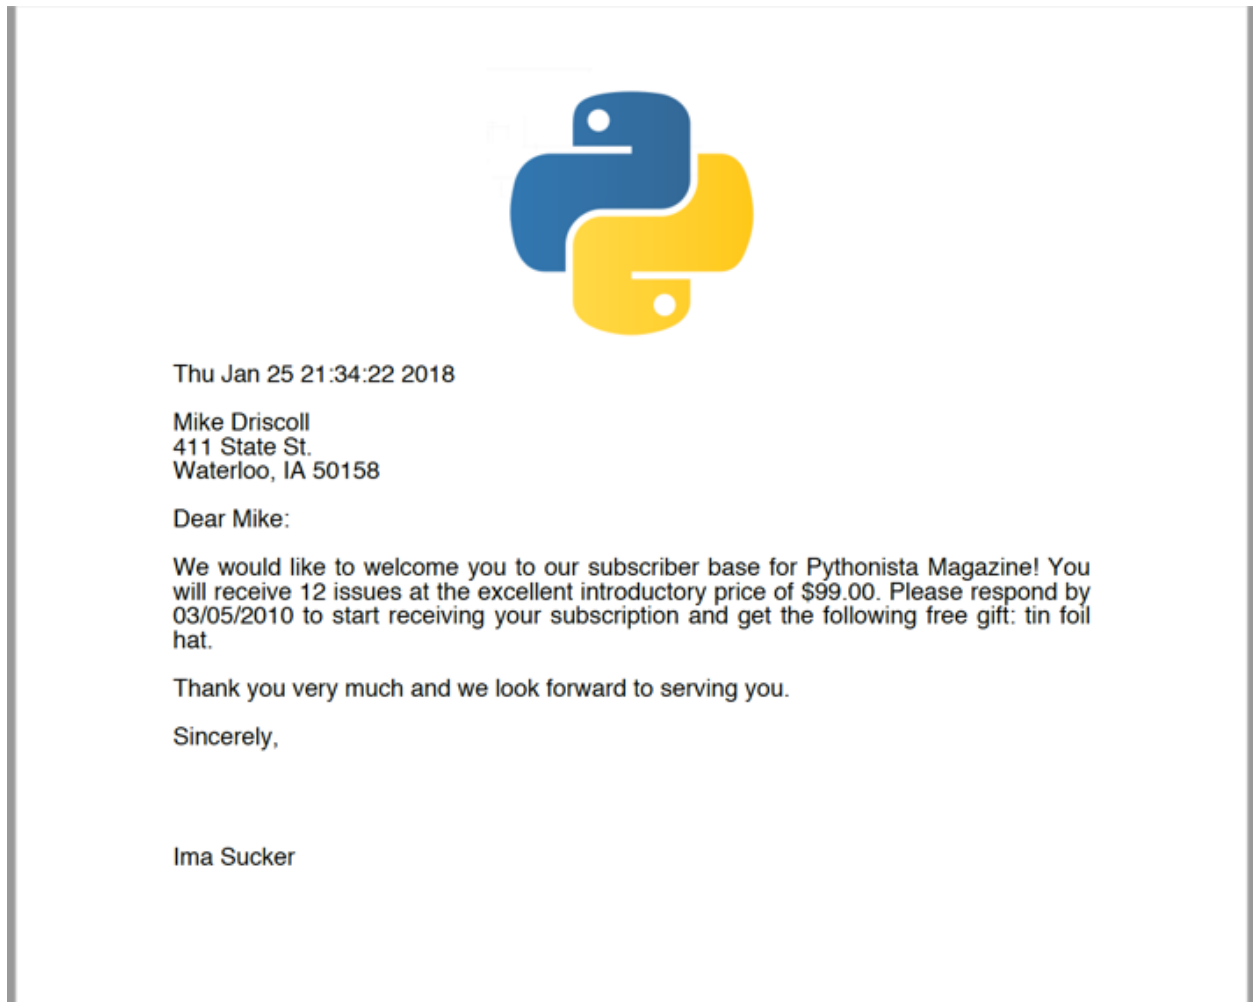 Thu Jan 25 21:34:22 2018
Mike Driscoll
411 State St.
Waterloo, IA 50158
Dear Mike:
We would like to welcome you to our subscriber base for Pythonista Magazine! You
will receive 12 issues at the excellent introductory price of $99.00. Please respond by
03/05/2010 to start receiving your subscription and get the following free gift: tin foil
hat.
Thank you very much and we look forward to serving you.
Sincerely,
Ima Sucker